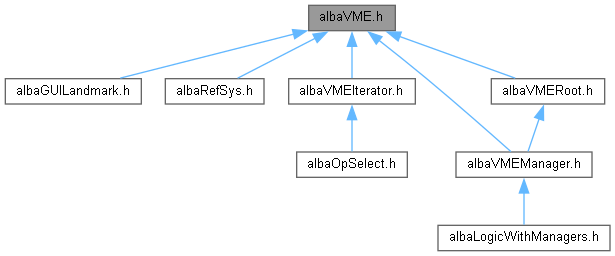 albaVME.h
albaGUILandmark.h
albaRefSys.h
albaVMEIterator.h
albaVMERoot.h
albaOpSelect.h
albaVMEManager.h
albaLogicWithManagers.h